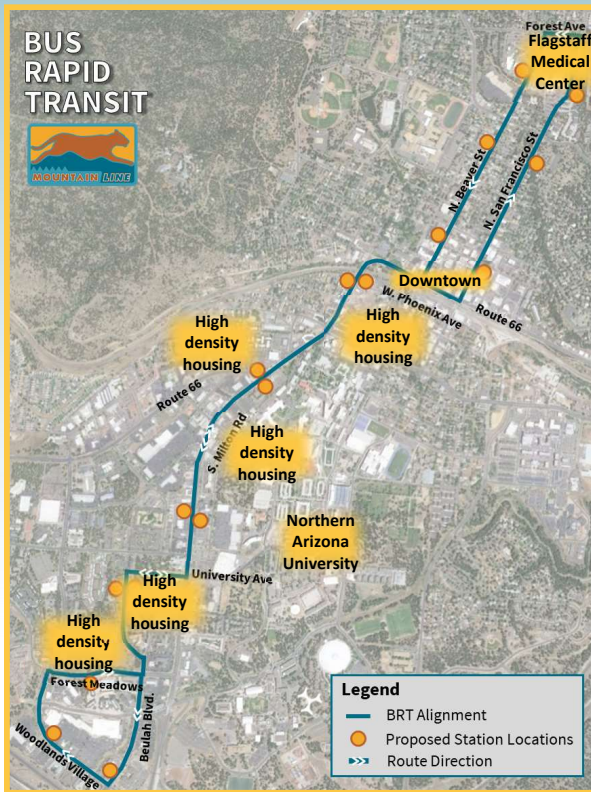 BUS
RAPID
TRANSIT
MOUNTAIN LINE
Forest Ave
Flagstaff
Medical
Center
N. Beaver St
N. San Francisco St
Downtown
W. Phoenix Ave
Route 66
High
density
housing
High
density
housing
Route 66
S. Milton Rd
High
density
housing
Northern
Arizona
University
University Ave
High
density
housing
High
density
housing
Forest Meadows
Beulah Blvd.
Woodlands Village
Legend
BRT Alignment
Proposed Station Locations
Route Direction